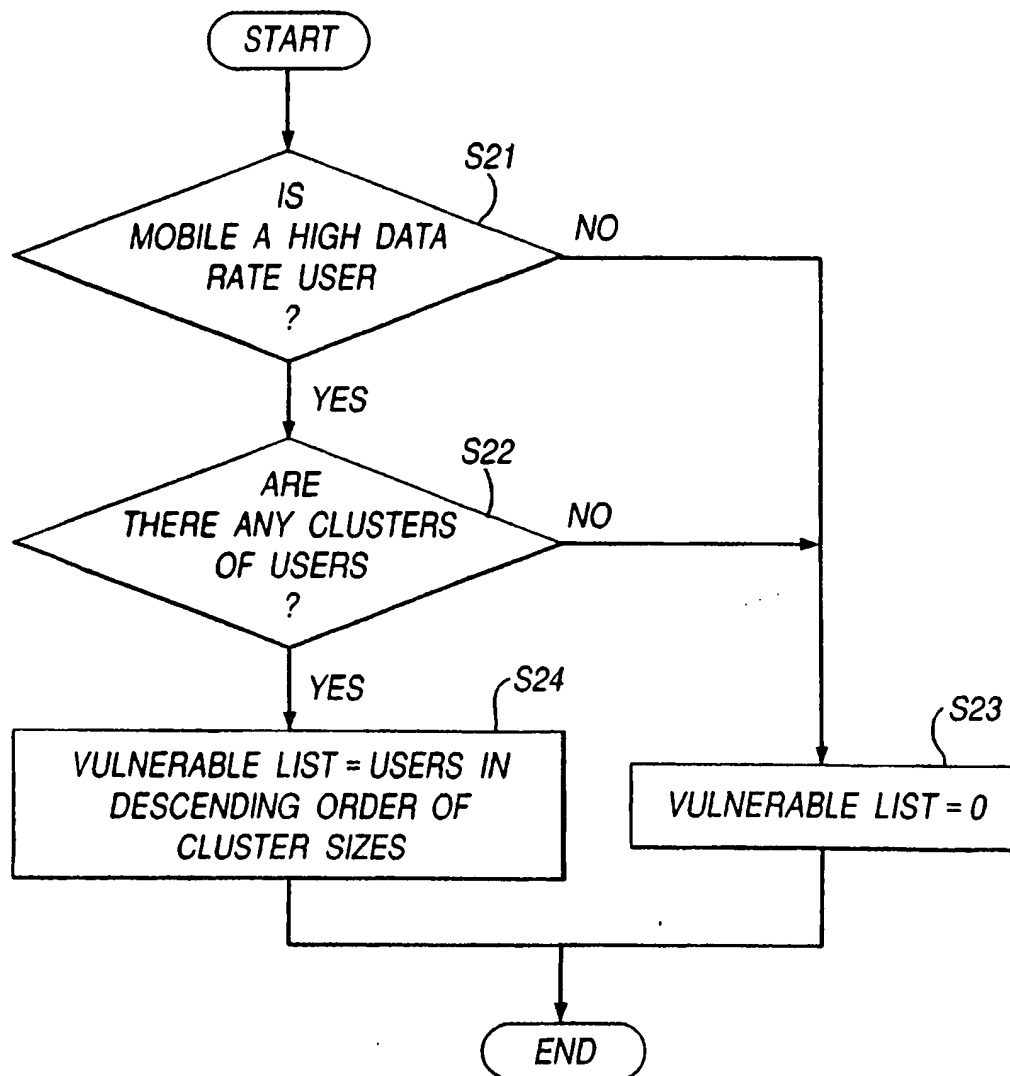 START
S21
IS
MOBILE A HIGH DATA
RATE USER
?
NO
YES
S22
ARE
THERE ANY CLUSTERS
OF USERS
?
NO
YES
S24
VULNERABLE LIST = USERS IN
DESCENDING ORDER OF
CLUSTER SIZES
S23
VULNERABLE LIST = 0
END